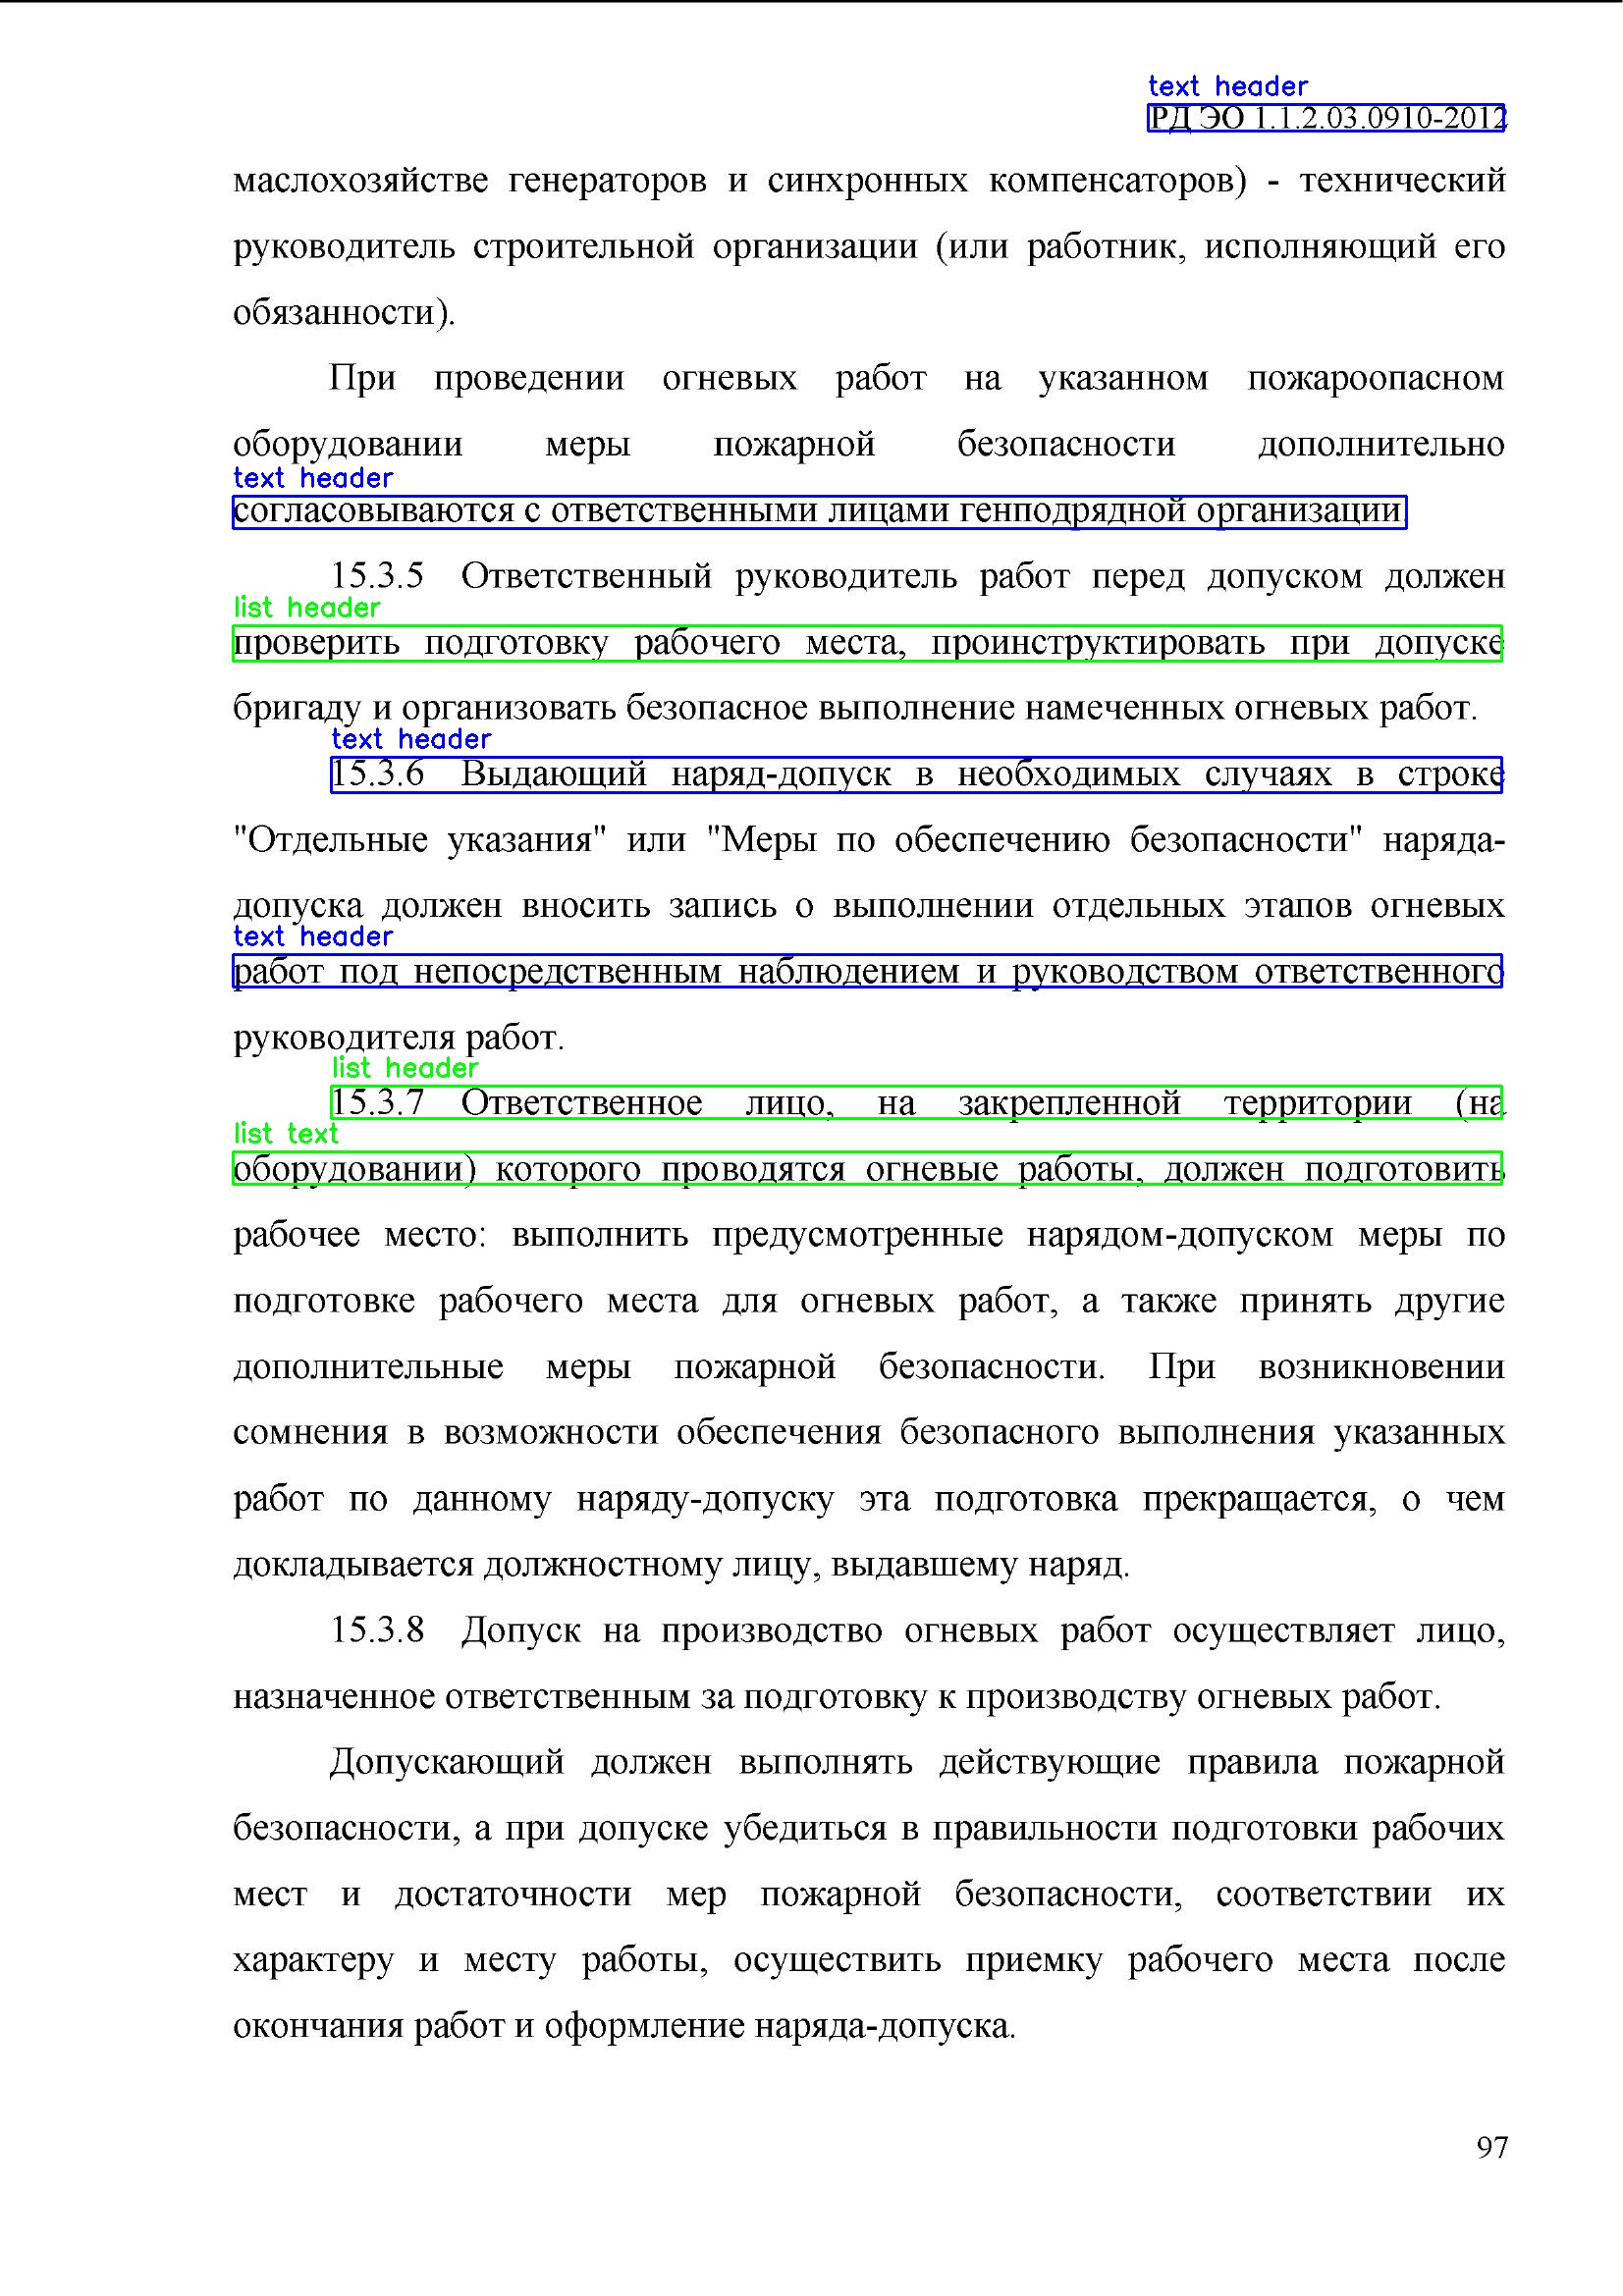 text header
РД ЭО 1.1.2.03.0910-2012
маслохозяйстве генераторов и синхронных компенсаторов) - технический
руководитель строительной организации (или работник, исполняющий его
обязанности).
При проведении огневых работ на указанном пожароопасном
оборудовании меры пожарной безопасности дополнительно
text header
согласовываются с ответственными лицами генподрядной организации.
15.3.5 Ответственный руководитель работ перед допуском должен
list header
проверить подготовку рабочего места, проинструктировать при допуске
бригаду и организовать безопасное выполнение намеченных огневых работ.
text header
15.3.6 Выдающий наряд-допуск в необходимых случаях в строке
"Отдельные указания" или "Меры по обеспечению безопасности" наряда-
допуска должен вносить запись о выполнении отдельных этапов огневых
text header
работ под непосредственным наблюдением и руководством ответственного
руководителя работ.
list header
15.3.7 Ответственное лицо, на закрепленной территории (на
list text
оборудовании) которого проводятся огневые работы, должен подготовить
рабочее место: выполнить предусмотренные нарядом-допуском меры по
подготовке рабочего места для огневых работ, а также принять другие
дополнительные меры пожарной безопасности. При возникновении
сомнения в возможности обеспечения безопасного выполнения указанных
работ по данному наряду-допуску эта подготовка прекращается, о чем
докладывается должностному лицу, выдавшему наряд.
15.3.8 Допуск на производство огневых работ осуществляет лицо,
назначенное ответственным за подготовку к производству огневых работ.
Допускающий должен выполнять действующие правила пожарной
безопасности, а при допуске убедиться в правильности подготовки рабочих
мест и достаточности мер пожарной безопасности, соответствии их
характеру и месту работы, осуществить приемку рабочего места после
окончания работ и оформление наряда-допуска.
97